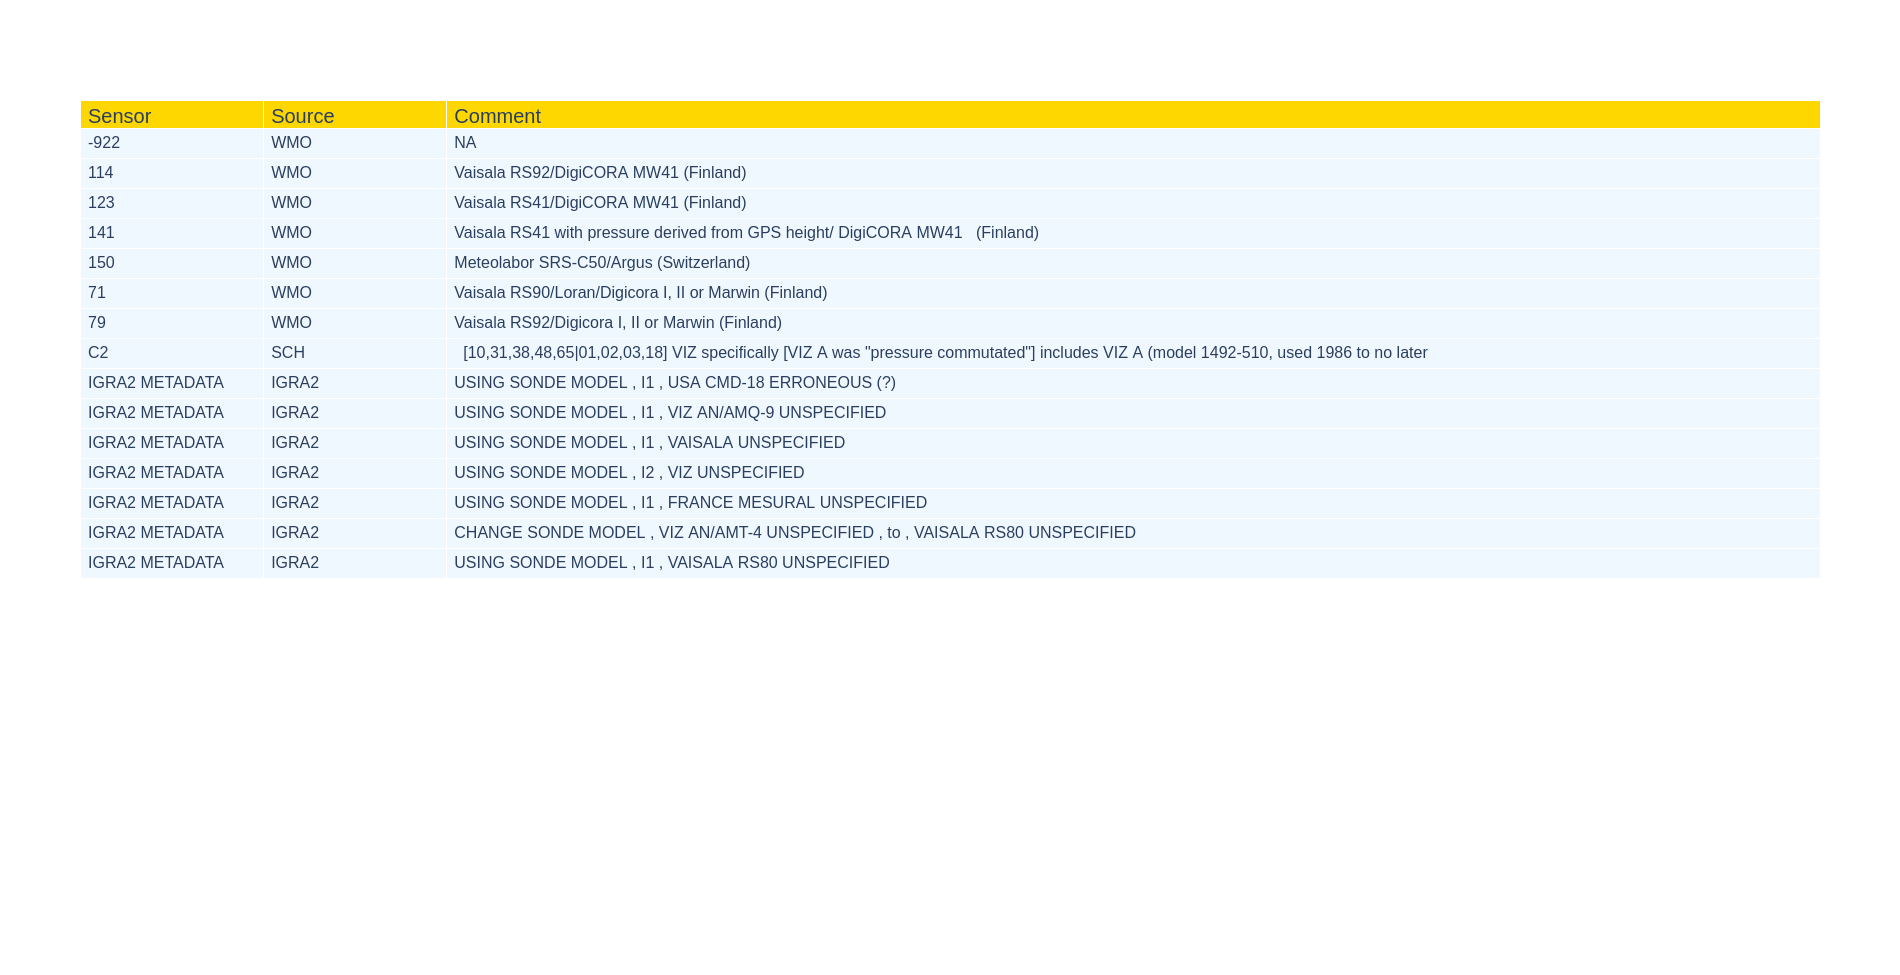 Sensor Source Comment
-922 WMO NA
114 WMO Vaisala RS92/DigiCORA MW41 (Finland)
123 WMO Vaisala RS41/DigiCORA MW41 (Finland)
141 WMO Vaisala RS41 with pressure derived from GPS height/ DigiCORA MW41   (Finland)
150 WMO Meteolabor SRS-C50/Argus (Switzerland)
71 WMO Vaisala RS90/Loran/Digicora I, II or Marwin (Finland)
79 WMO Vaisala RS92/Digicora I, II or Marwin (Finland)
C2 SCH [10,31,38,48,65|01,02,03,18] VIZ specifically [VIZ A was "pressure commutated"] includes VIZ A (model 1492-510, used 1986 to no later
IGRA2 METADATA IGRA2 USING SONDE MODEL , I1 , USA CMD-18 ERRONEOUS (?)
IGRA2 METADATA IGRA2 USING SONDE MODEL , I1 , VIZ AN/AMQ-9 UNSPECIFIED
IGRA2 METADATA IGRA2 USING SONDE MODEL , I1 , VAISALA UNSPECIFIED
IGRA2 METADATA IGRA2 USING SONDE MODEL , I2 , VIZ UNSPECIFIED
IGRA2 METADATA IGRA2 USING SONDE MODEL , I1 , FRANCE MESURAL UNSPECIFIED
IGRA2 METADATA IGRA2 CHANGE SONDE MODEL , VIZ AN/AMT-4 UNSPECIFIED , to , VAISALA RS80 UNSPECIFIED
IGRA2 METADATA IGRA2 USING SONDE MODEL , I1 , VAISALA RS80 UNSPECIFIED